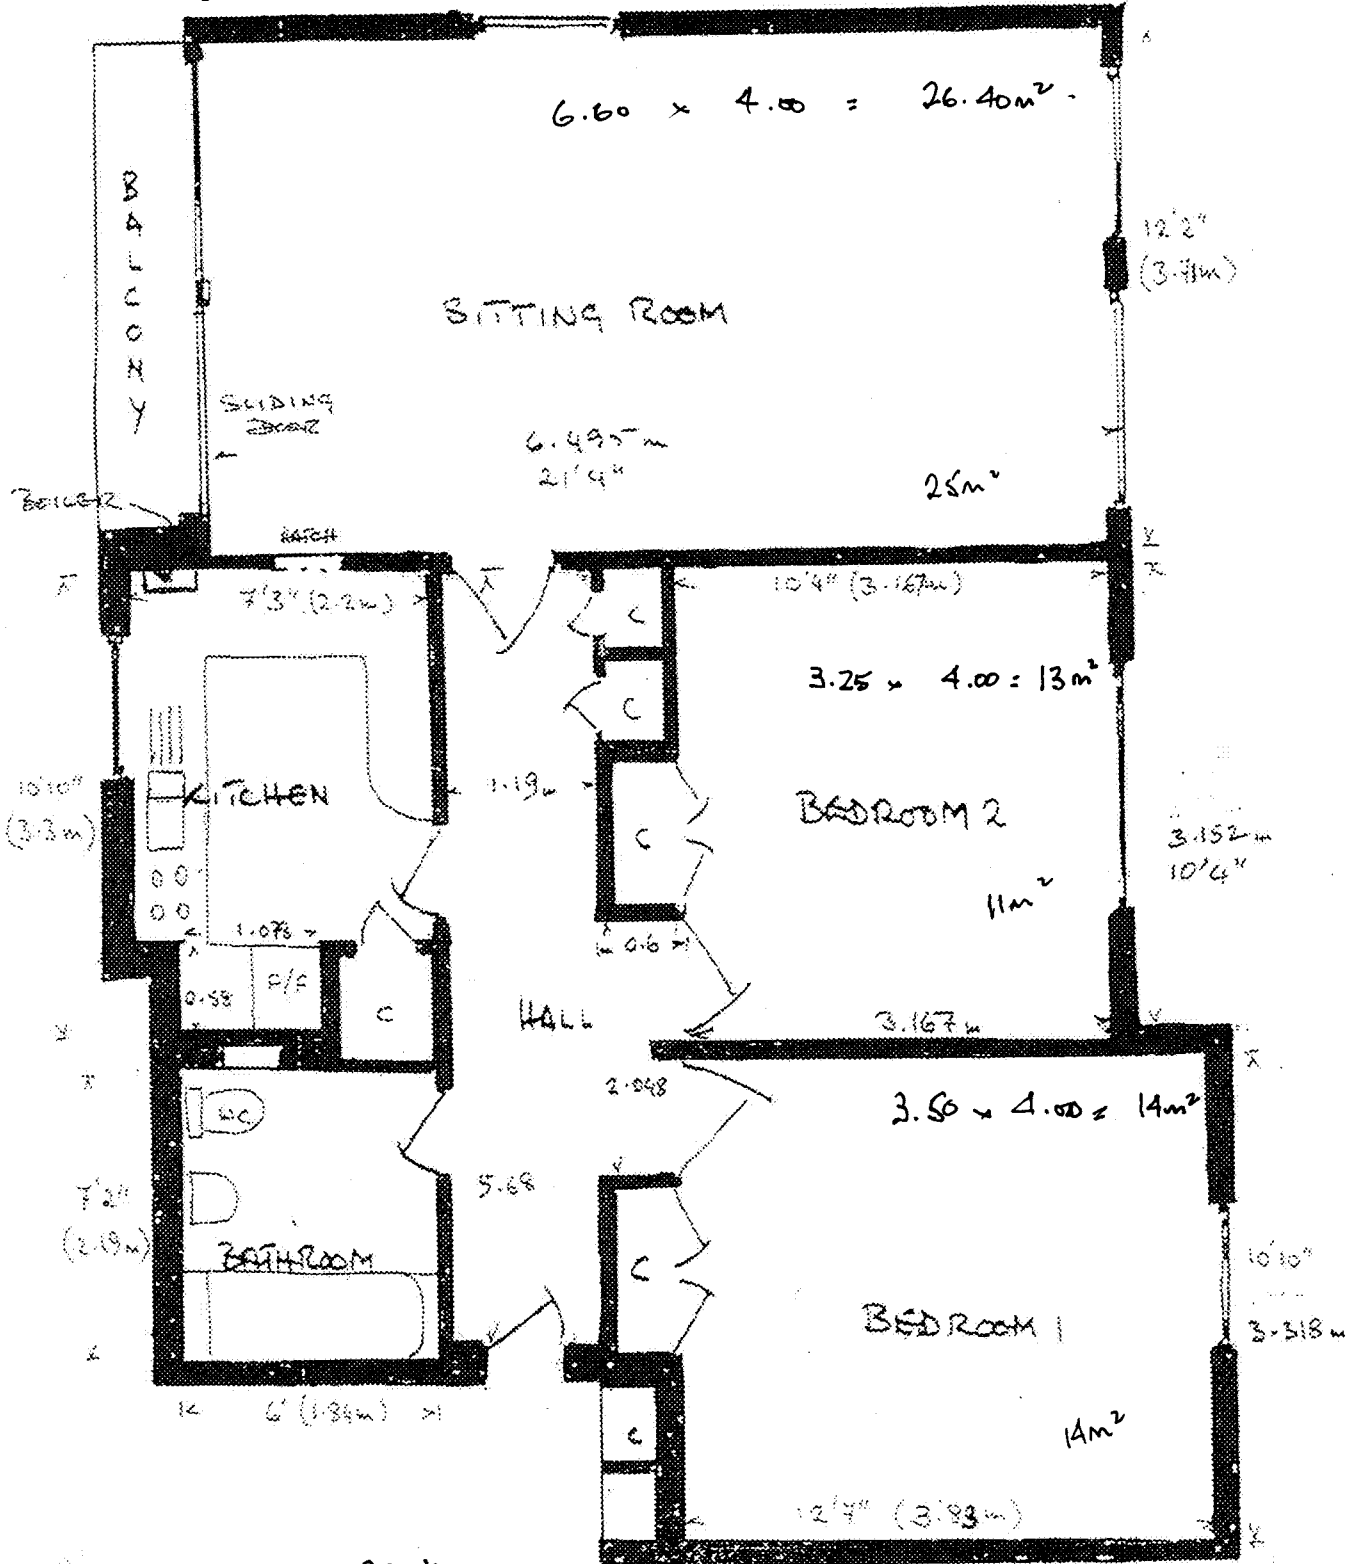 6.60 x 4.00 = 26.40m².
BALCONY
12'2"
(3.71m)
SITTING ROOM
SLIDING
DOOR
6.495m
21'4"
25m²
BOILER
HATCH
7'3" (2.2m)
10'4" (3.167m)
C
3.25 x 4.00 = 13m²
C
10'10"
(3.3m)
KITCHEN
1.19m
BEDROOM 2
C
3.152m
10'4"
11m²
1.078
0.6
0.58
F/F
C
HALL
3.167m
2.048
3.50 x 4.00 = 14m²
WC
7'2"
(2.19m)
5.68
BATHROOM
C
10'10"
3.318m
BEDROOM 1
6' (1.84m)
C
14m²
12'7" (3.83m)